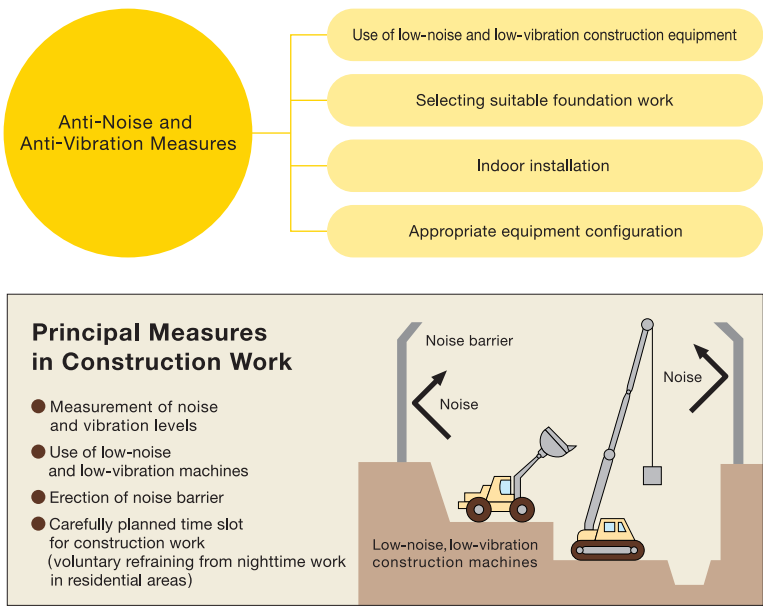 Anti-Noise and
Anti-Vibration Measures
Use of low-noise and low-vibration construction equipment
Selecting suitable foundation work
Indoor installation
Appropriate equipment configuration
Principal Measures
in Construction Work
Measurement of noise
and vibration levels
Use of low-noise
and low-vibration machines
Erection of noise barrier
Carefully planned time slot
for construction work
(voluntary refraining from nighttime work
in residential areas)
Noise barrier
Noise
Noise
Low-noise, low-vibration
construction machines